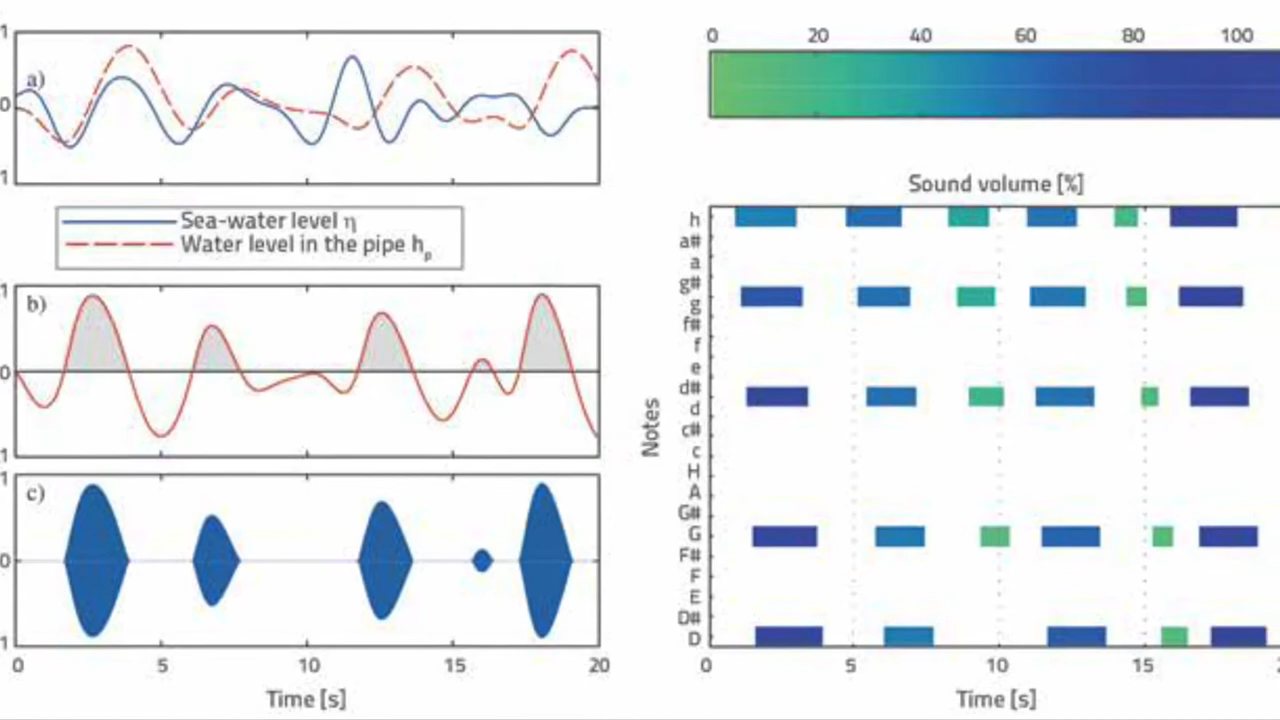 1
a)
0
1
Sea-water level η
Water level in the pipe hp
1
b)
0
1
1
c)
0
1
0 5 10 15 20
Time [s]
0 20 40 60 80 100
Sound volume [%]
Notes
h
a#
a
g#
g
f#
f
e
d#
d
c#
c
H
A
G#
G
F#
F
E
D#
D
0 5 10 15
Time [s]